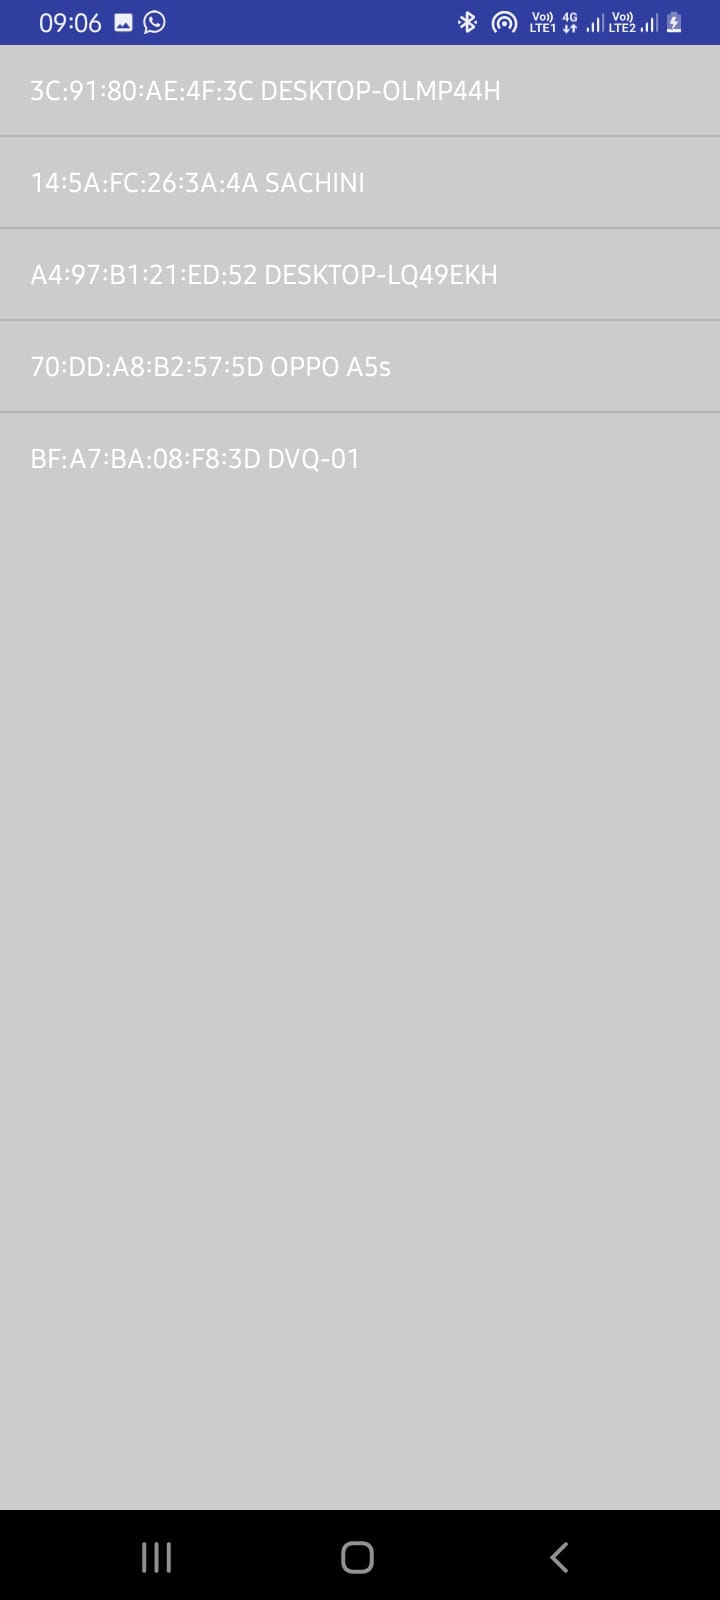 09:06
Vo)) LTE1 4G Vo)) LTE2
3C:91:80:AE:4F:3C DESKTOP-OLMP44H
14:5A:FC:26:3A:4A SACHINI
A4:97:B1:21:ED:52 DESKTOP-LQ49EKH
70:DD:A8:B2:57:5D OPPO A5s
BF:A7:BA:08:F8:3D DVQ-01